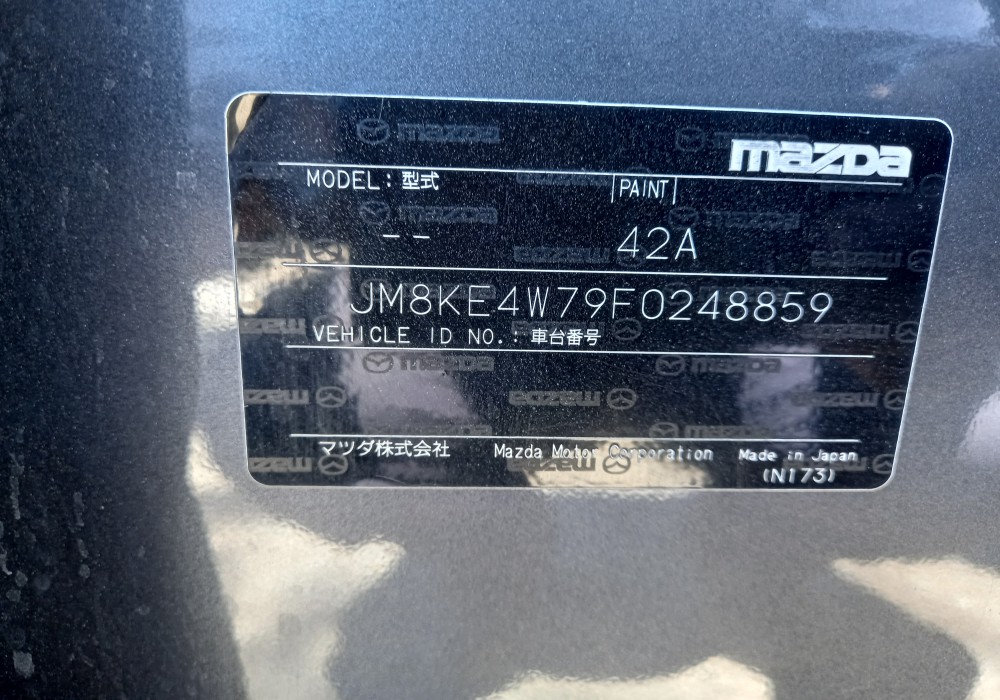 mazda
MODEL: 型式 PAINT
-- 42A
JM8KE4W79F0248859
VEHICLE ID NO.: 車台番号
マツダ株式会社 Mazda Motor Corporation Made in Japan
(N173)